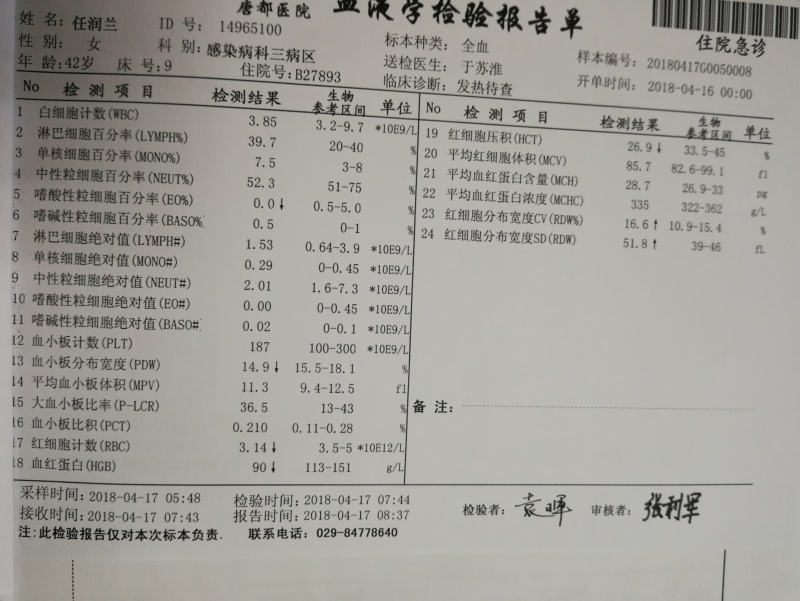 唐都医院 血液学检验报告单
姓 名: 任润兰 ID 号: 14965100 标本种类: 全血 住院急诊
性 别: 女 科 别: 感染病科三病区 送检医生: 于苏淮 样本编号: 20180417G0050008
年 龄: 42岁 床 号: 9 住院号: B27893 临床诊断: 发热待查 开单时间: 2018-04-16 00:00
No 检 测 项 目 检测结果 生物参考区间 单位
1 白细胞计数(WBC) 3.85 3.2-9.7 *10E9/L
2 淋巴细胞百分率(LYMPH%) 39.7 20-40 %
3 单核细胞百分率(MONO%) 7.5 3-8 %
4 中性粒细胞百分率(NEUT%) 52.3 51-75 %
5 嗜酸性粒细胞百分率(EO%) 0.0↓ 0.5-5.0 %
6 嗜碱性粒细胞百分率(BASO% 0.5 0-1 %
7 淋巴细胞绝对值(LYMPH#) 1.53 0.64-3.9 *10E9/L
8 单核细胞绝对值(MONO#) 0.29 0-0.45 *10E9/L
9 中性粒细胞绝对值(NEUT#) 2.01 1.6-7.3 *10E9/L
10 嗜酸性粒细胞绝对值(EO#) 0.00 0-0.45 *10E9/L
11 嗜碱性粒细胞绝对值(BASO# 0.02 0-0.1 *10E9/L
12 血小板计数(PLT) 187 100-300 *10E9/L
13 血小板分布宽度(PDW) 14.9↓ 15.5-18.1 %
14 平均血小板体积(MPV) 11.3 9.4-12.5 fl
15 大血小板比率(P-LCR) 36.5 13-43 %
16 血小板比积(PCT) 0.210 0.11-0.28 %
17 红细胞计数(RBC) 3.14↓ 3.5-5 *10E12/L
18 血红蛋白(HGB) 90↓ 113-151 g/L
No 检 测 项 目 检测结果 生物参考区间 单位
19 红细胞压积(HCT) 26.9↓ 33.5-45 %
20 平均红细胞体积(MCV) 85.7 82.6-99.1 fl
21 平均血红蛋白含量(MCH) 28.7 26.9-33 pg
22 平均血红蛋白浓度(MCHC) 335 322-362 g/L
23 红细胞分布宽度CV(RDW%) 16.6↑ 10.9-15.4 %
24 红细胞分布宽度SD(RDW) 51.8↑ 39-46 fL
备 注:
采样时间: 2018-04-17 05:48 检验时间: 2018-04-17 07:44 检验者: 袁晖 审核者: 张利军
接收时间: 2018-04-17 07:43 报告时间: 2018-04-17 08:37
注:此检验报告仅对本次标本负责. 联系电话: 029-84778640